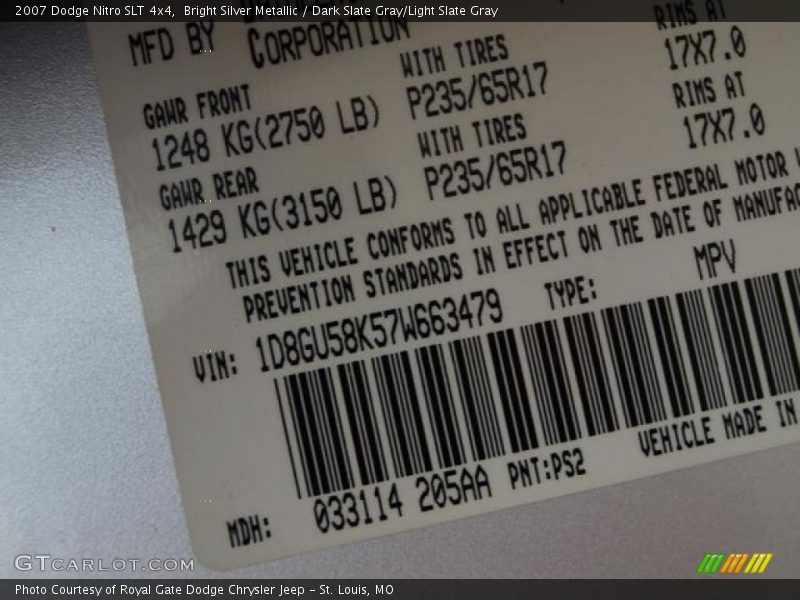 2007 Dodge Nitro SLT 4x4,  Bright Silver Metallic / Dark Slate Gray/Light Slate Gray
MFD BY CORPORATION
RIMS AT
GAWR FRONT WITH TIRES 17X7.0
1248 KG(2750 LB) P235/65R17 RIMS AT
GAWR REAR WITH TIRES 17X7.0
1429 KG(3150 LB) P235/65R17
THIS VEHICLE CONFORMS TO ALL APPLICABLE FEDERAL MOTOR
PREVENTION STANDARDS IN EFFECT ON THE DATE OF MANUFAC
VIN: 1D8GU58K57W663479 TYPE: MPV
MDH: 033114 205AA PNT:PS2 VEHICLE MADE IN
GTCARLOT.COM
Photo Courtesy of Royal Gate Dodge Chrysler Jeep – St. Louis, MO